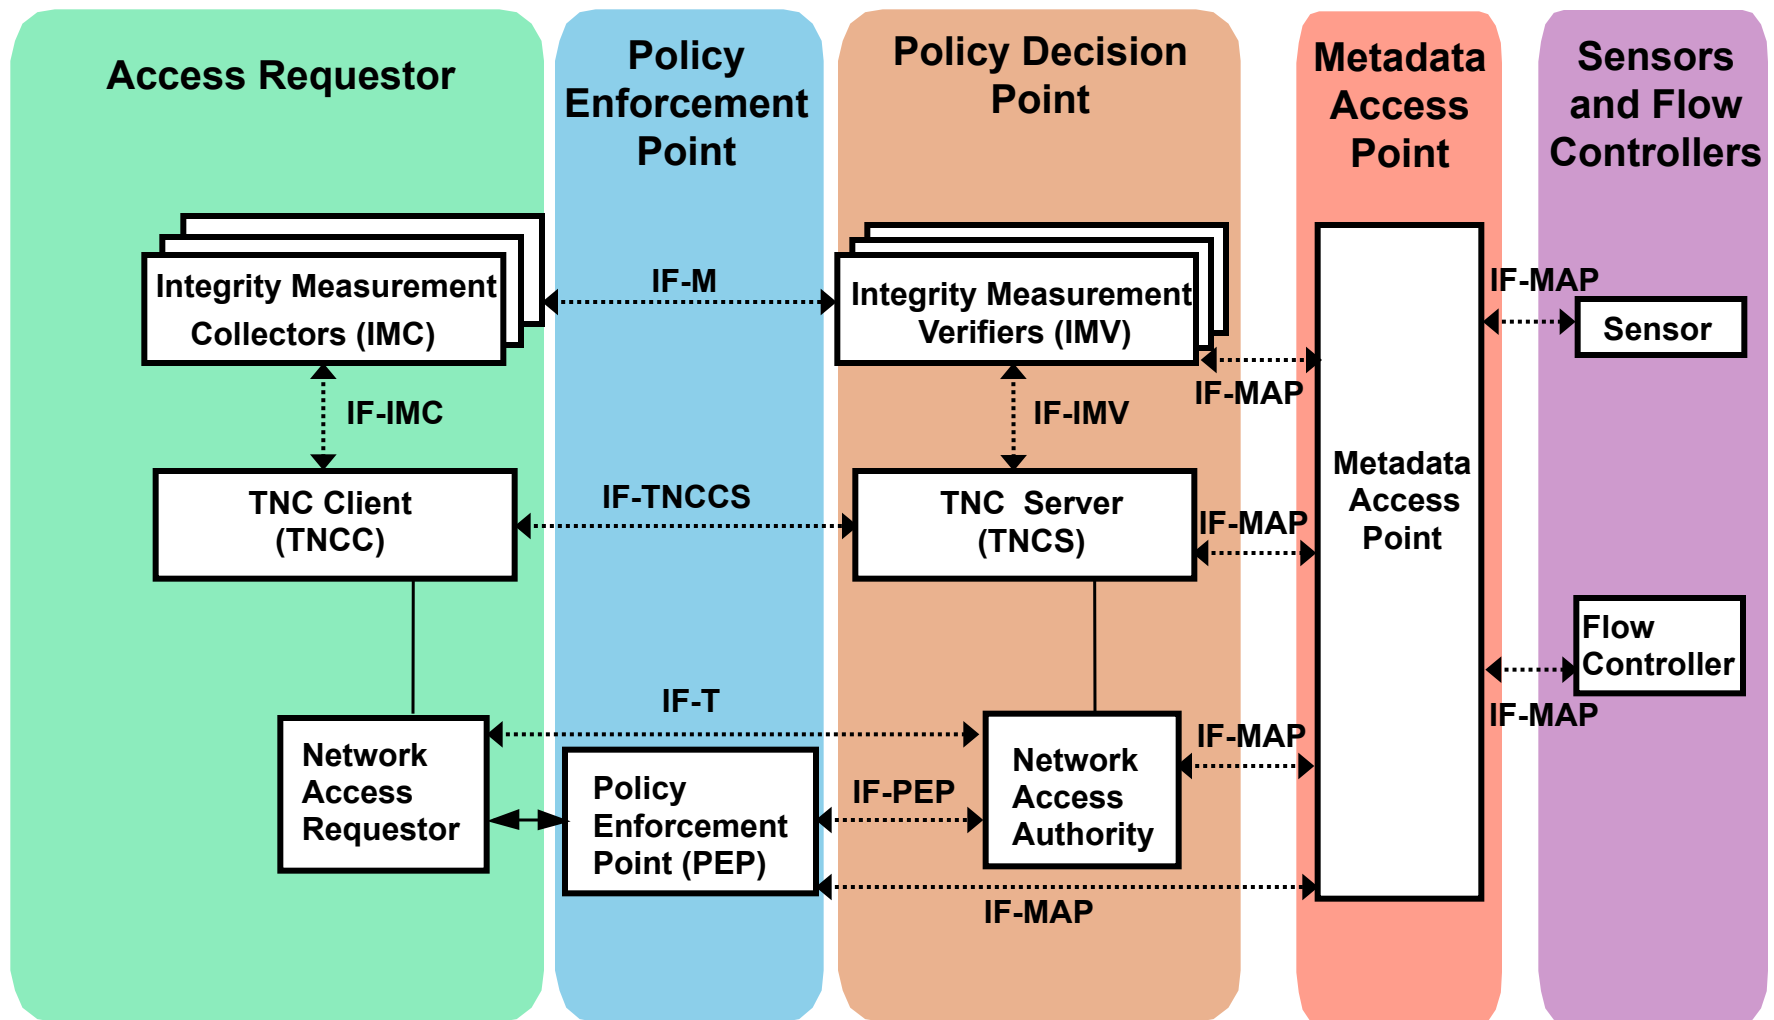 Access Requestor
Policy
Enforcement
Point
Policy Decision
Point
Metadata
Access
Point
Sensors
and Flow
Controllers
Integrity Measurement
Collectors (IMC)
IF-M
Integrity Measurement
Verifiers (IMV)
IF-MAP
IF-MAP
Sensor
IF-IMC
IF-IMV
TNC Client
(TNCC)
IF-TNCCS
TNC Server
(TNCS)
IF-MAP
Metadata
Access
Point
Flow
Controller
IF-MAP
IF-T
Network
Access
Requestor
Policy
Enforcement
Point (PEP)
IF-PEP
Network
Access
Authority
IF-MAP
IF-MAP